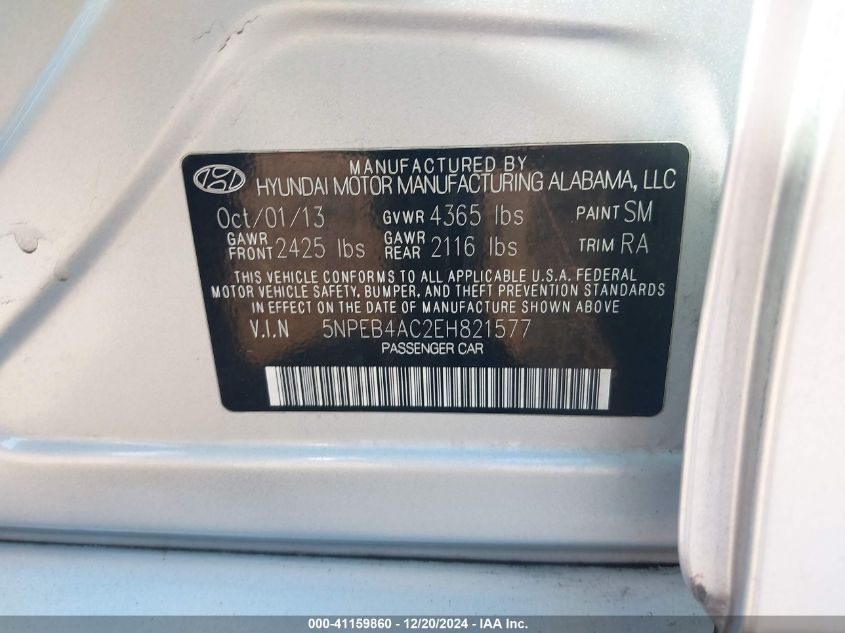 MANUFACTURED BY
HYUNDAI MOTOR MANUFACTURING ALABAMA, LLC
Oct/01/13 GVWR 4365 lbs PAINT SM
GAWR FRONT 2425 lbs GAWR REAR 2116 lbs TRIM RA
THIS VEHICLE CONFORMS TO ALL APPLICABLE U.S.A. FEDERAL
MOTOR VEHICLE SAFETY, BUMPER, AND THEFT PREVENTION STANDARDS
IN EFFECT ON THE DATE OF MANUFACTURE SHOWN ABOVE
V.I.N 5NPEB4AC2EH821577
PASSENGER CAR
000-41159860 - 12/20/2024 - IAA Inc.